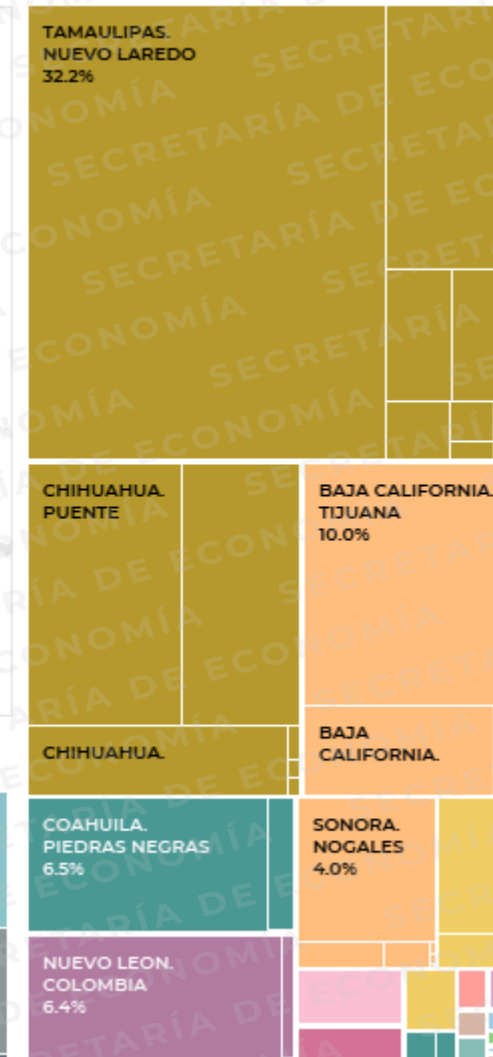 TAMAULIPAS.
NUEVO LAREDO
32.2%
CHIHUAHUA.
PUENTE
BAJA CALIFORNIA.
TIJUANA
10.0%
CHIHUAHUA.
BAJA
CALIFORNIA.
COAHUILA.
PIEDRAS NEGRAS
6.5%
SONORA.
NOGALES
4.0%
NUEVO LEON.
COLOMBIA
6.4%
SECRETARÍA DE ECONOMÍA